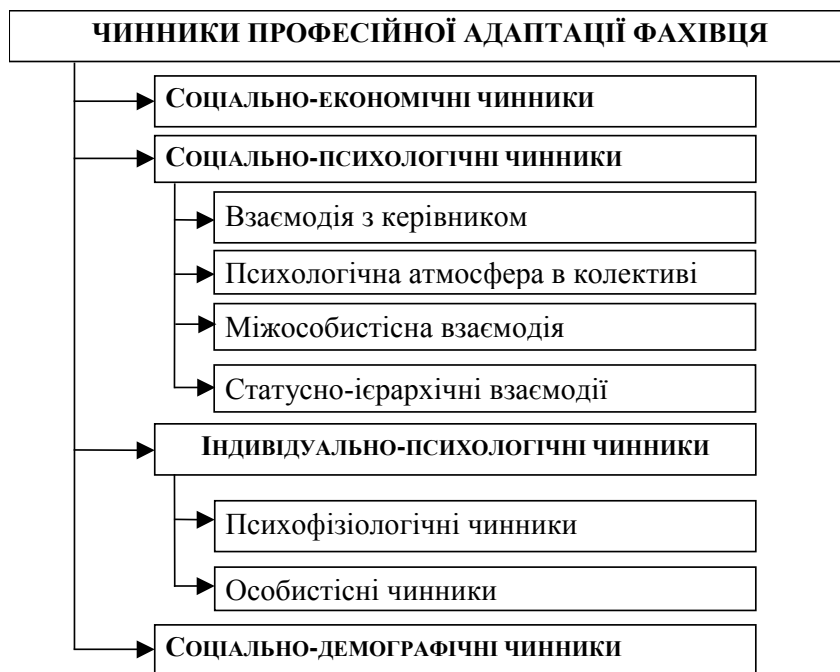 ЧИННИКИ ПРОФЕСІЙНОЇ АДАПТАЦІЇ ФАХІВЦЯ
СОЦІАЛЬНО-ЕКОНОМІЧНІ ЧИННИКИ
СОЦІАЛЬНО-ПСИХОЛОГІЧНІ ЧИННИКИ
Взаємодія з керівником
Психологічна атмосфера в колективі
Міжособистісна взаємодія
Статусно-ієрархічні взаємодії
ІНДИВІДУАЛЬНО-ПСИХОЛОГІЧНІ ЧИННИКИ
Психофізіологічні чинники
Особистісні чинники
СОЦІАЛЬНО-ДЕМОГРАФІЧНІ ЧИННИКИ